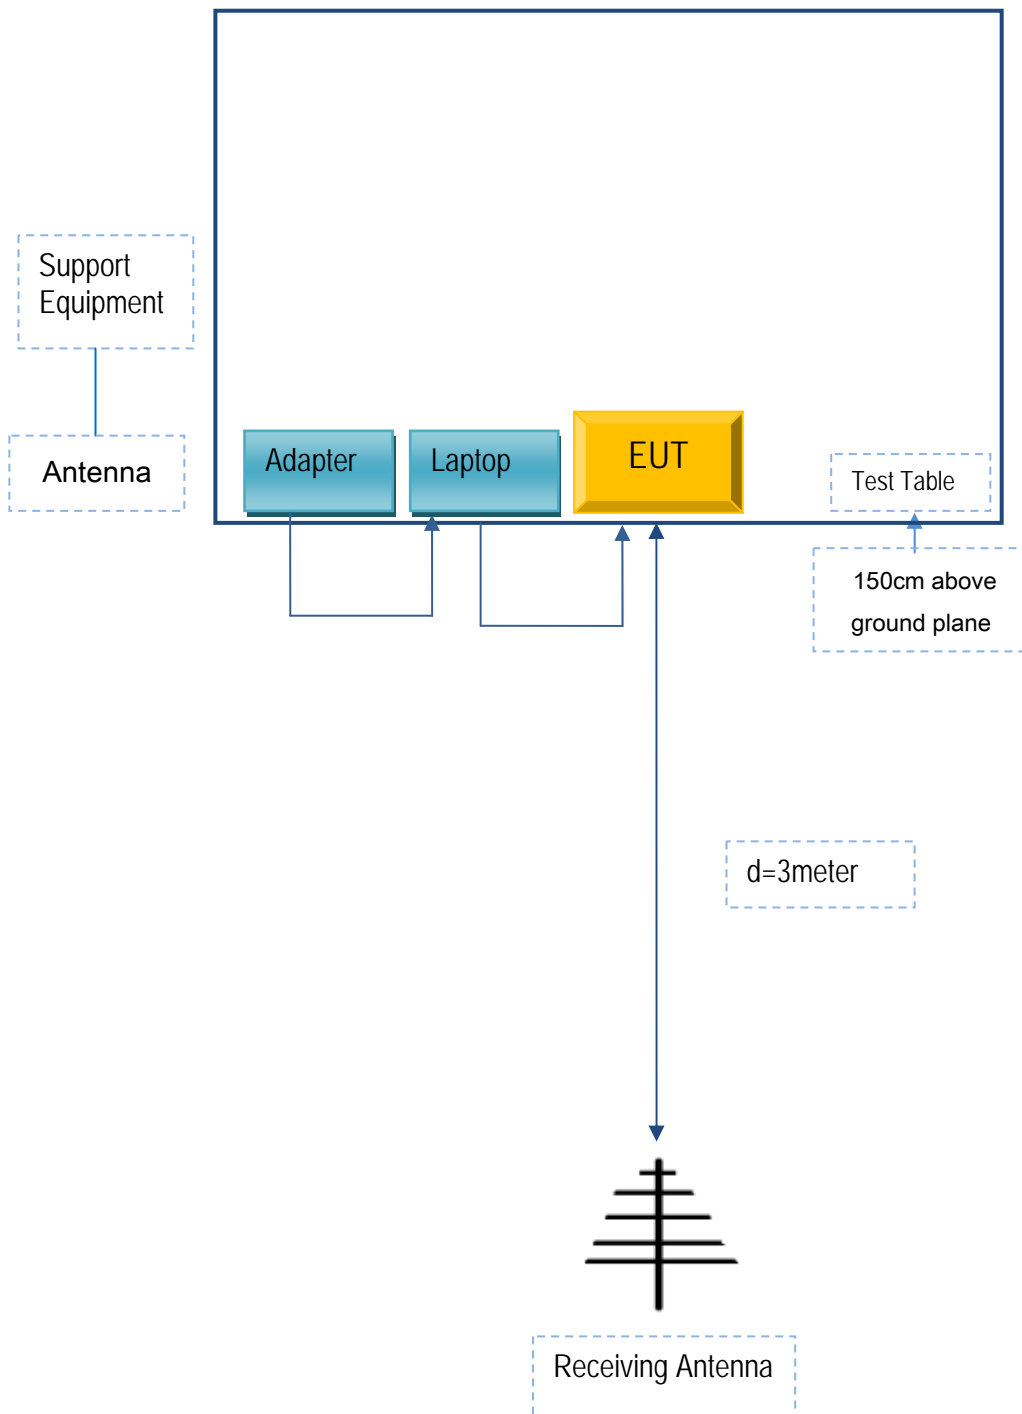 Support
Equipment
Antenna
Adapter
Laptop
EUT
Test Table
150cm above
ground plane
d=3meter
Receiving Antenna